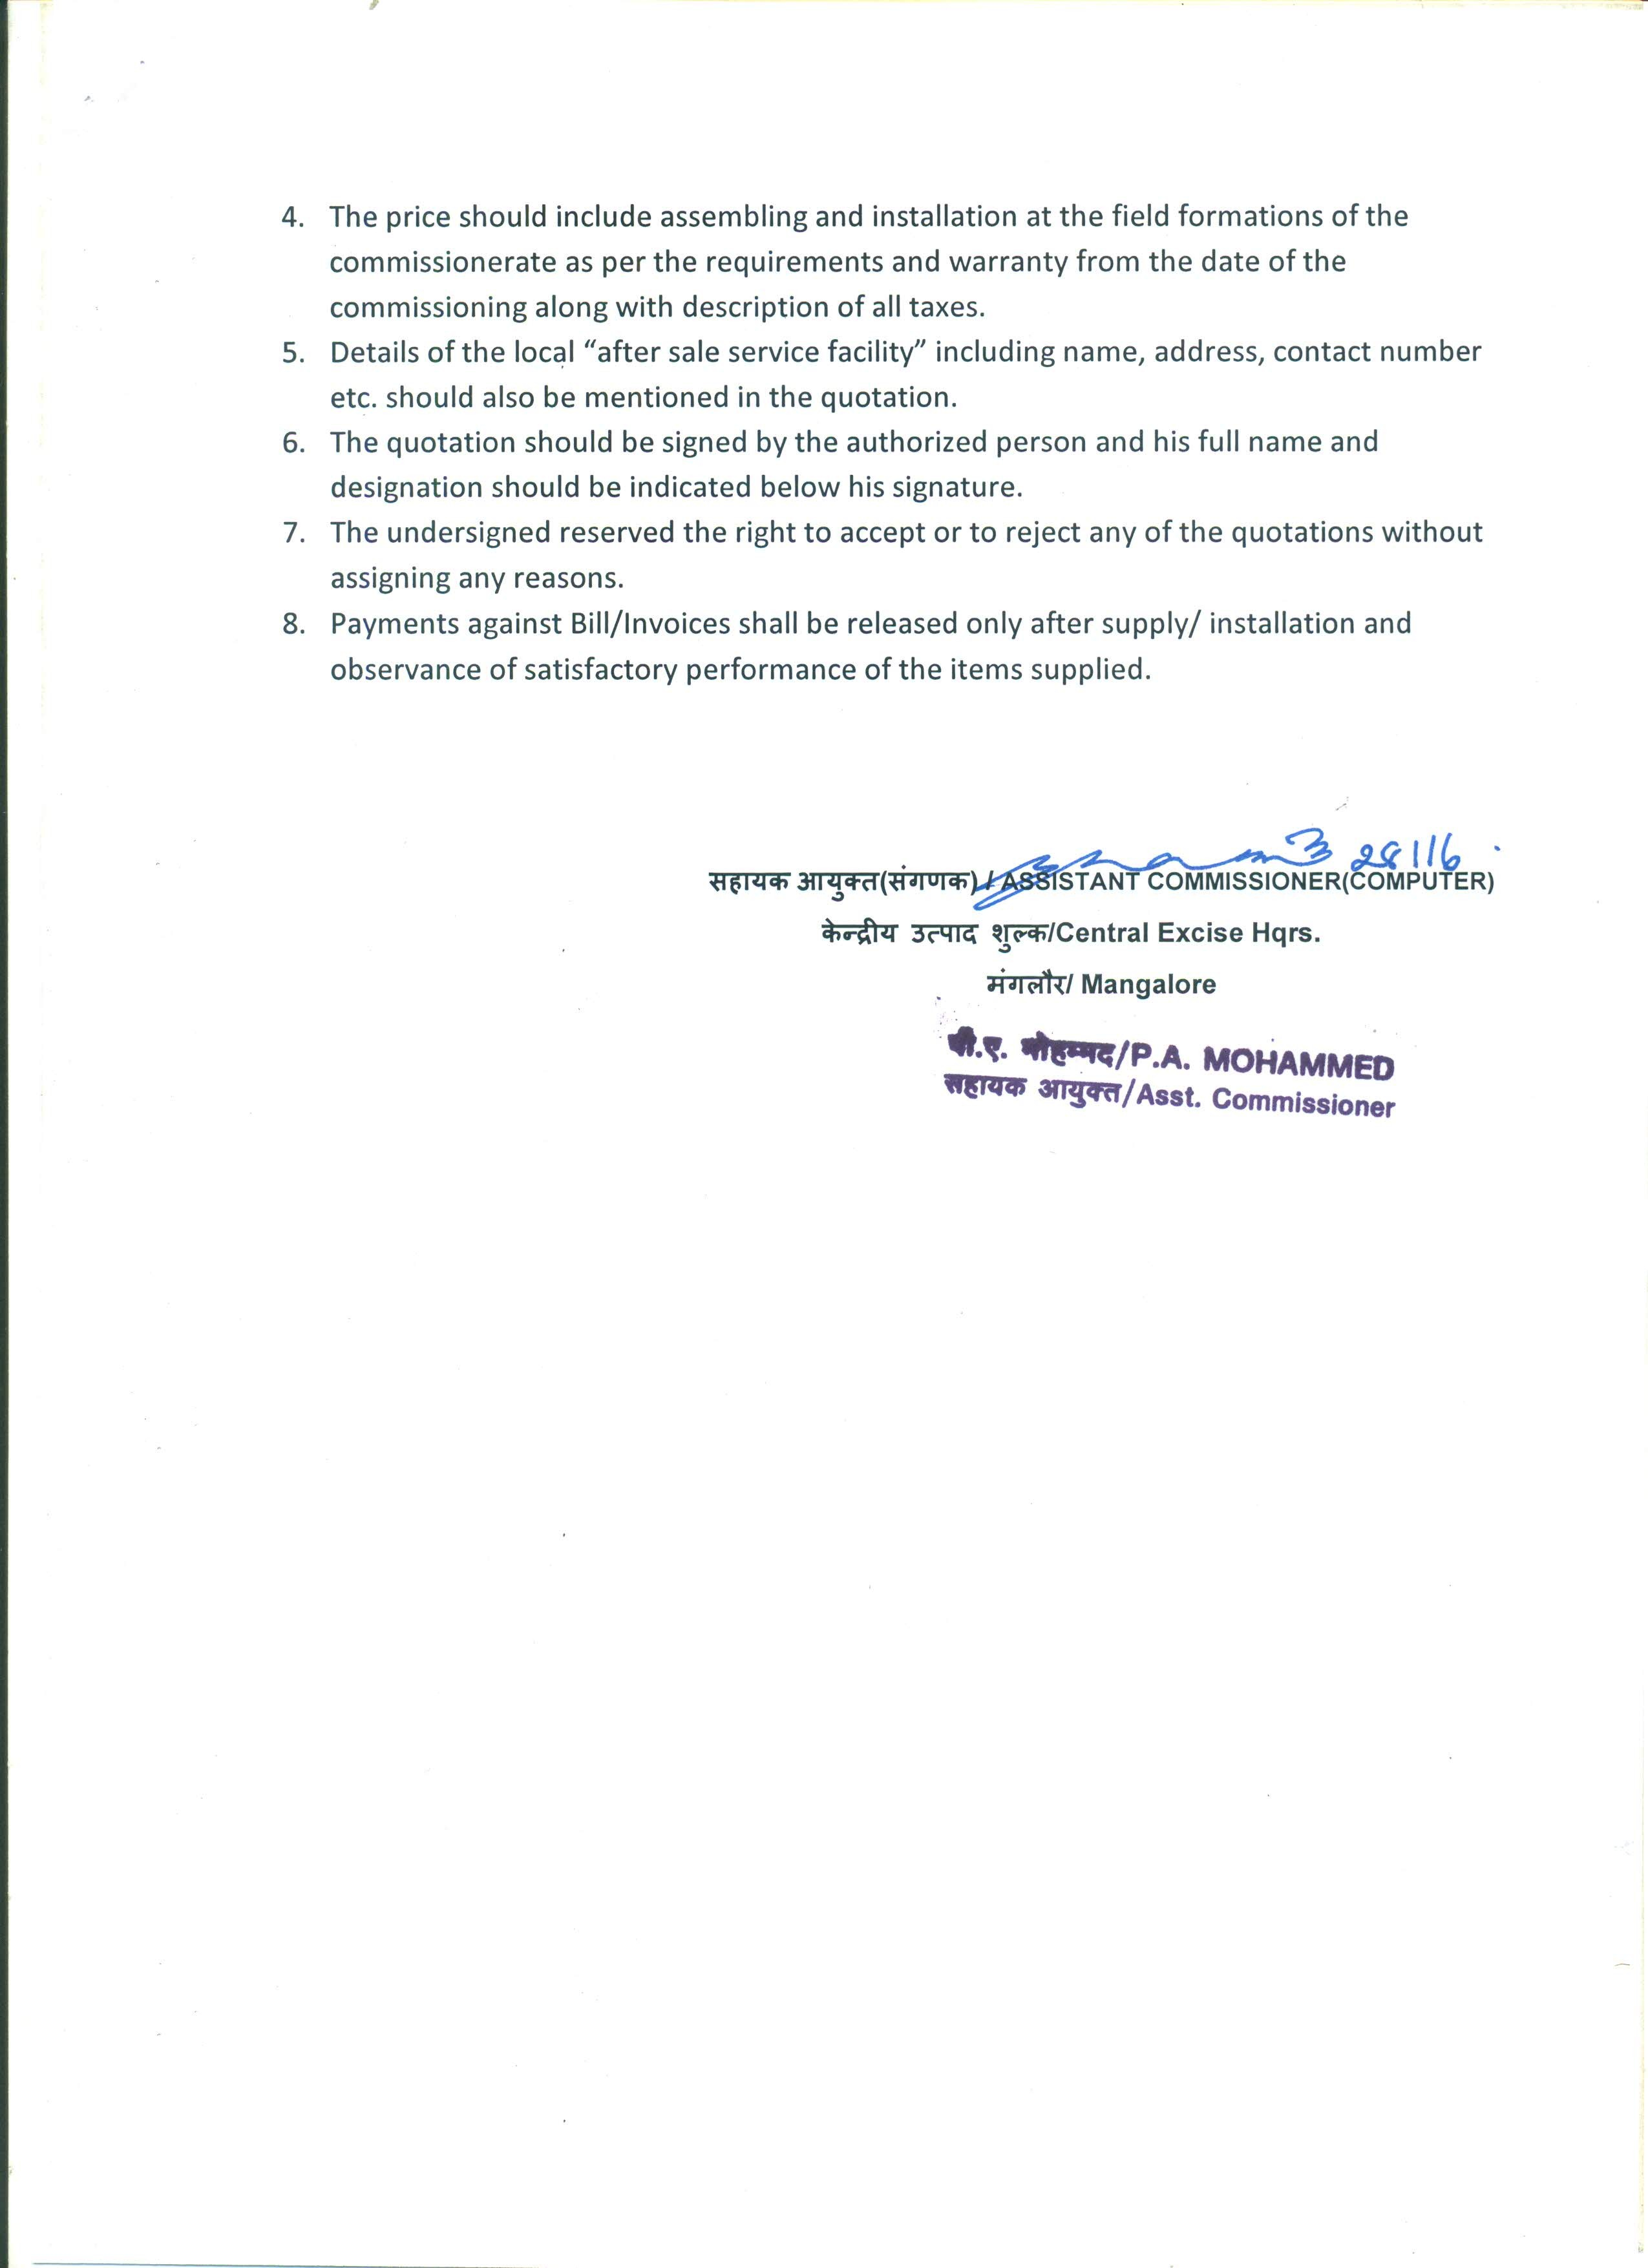 4. The price should include assembling and installation at the field formations of the
commissionerate as per the requirements and warranty from the date of the
commissioning along with description of all taxes.
5. Details of the local “after sale service facility” including name, address, contact number
etc. should also be mentioned in the quotation.
6. The quotation should be signed by the authorized person and his full name and
designation should be indicated below his signature.
7. The undersigned reserved the right to accept or to reject any of the quotations without
assigning any reasons.
8. Payments against Bill/Invoices shall be released only after supply/ installation and
observance of satisfactory performance of the items supplied.
सहायक आयुक्त(संगणक) / ASSISTANT COMMISSIONER(COMPUTER)
केन्द्रीय उत्पाद शुल्क/Central Excise Hqrs.
मंगलौर/ Mangalore
पी.ए. मोहम्मद/P.A. MOHAMMED
सहायक आयुक्त/Asst. Commissioner